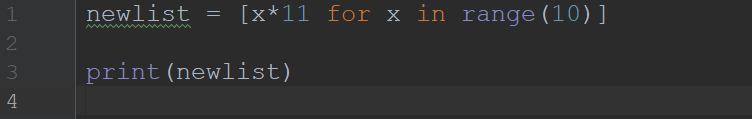 1 newlist = [x*11 for x in range(10)]
2
3 print(newlist)
4